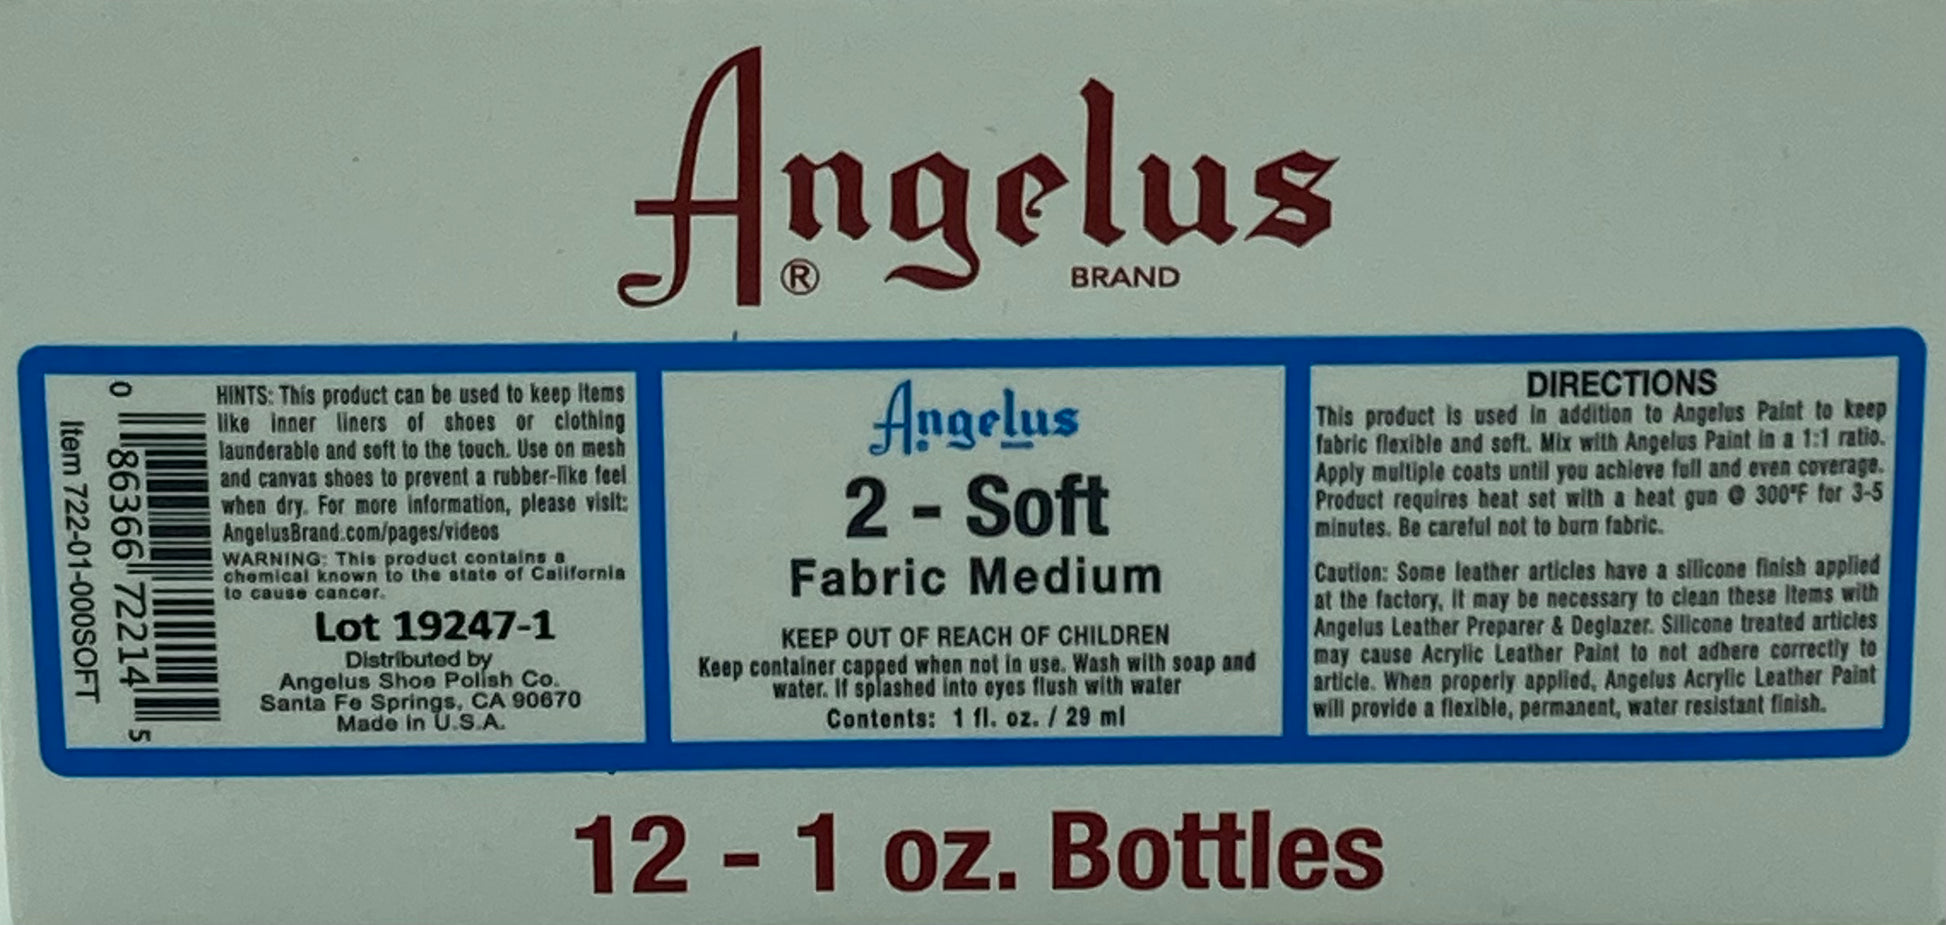 Angelus
® BRAND
Item 722-01-000SOFT
0 86366 72214 5
HINTS: This product can be used to keep items
like inner liners of shoes or clothing
launderable and soft to the touch. Use on mesh
and canvas shoes to prevent a rubber-like feel
when dry. For more information, please visit:
AngelusBrand.com/pages/videos
WARNING: This product contains a
chemical known to the state of California
to cause cancer.
Lot 19247-1
Distributed by
Angelus Shoe Polish Co.
Santa Fe Springs, CA 90670
Made in U.S.A.
Angelus
2 - Soft
Fabric Medium
KEEP OUT OF REACH OF CHILDREN
Keep container capped when not in use. Wash with soap and
water. If splashed into eyes flush with water
Contents: 1 fl. oz. / 29 ml
DIRECTIONS
This product is used in addition to Angelus Paint to keep
fabric flexible and soft. Mix with Angelus Paint in a 1:1 ratio.
Apply multiple coats until you achieve full and even coverage.
Product requires heat set with a heat gun @ 300°F for 3-5
minutes. Be careful not to burn fabric.
Caution: Some leather articles have a silicone finish applied
at the factory, it may be necessary to clean these items with
Angelus Leather Preparer & Deglazer. Silicone treated articles
may cause Acrylic Leather Paint to not adhere correctly to
article. When properly applied, Angelus Acrylic Leather Paint
will provide a flexible, permanent, water resistant finish.
12 - 1 oz. Bottles